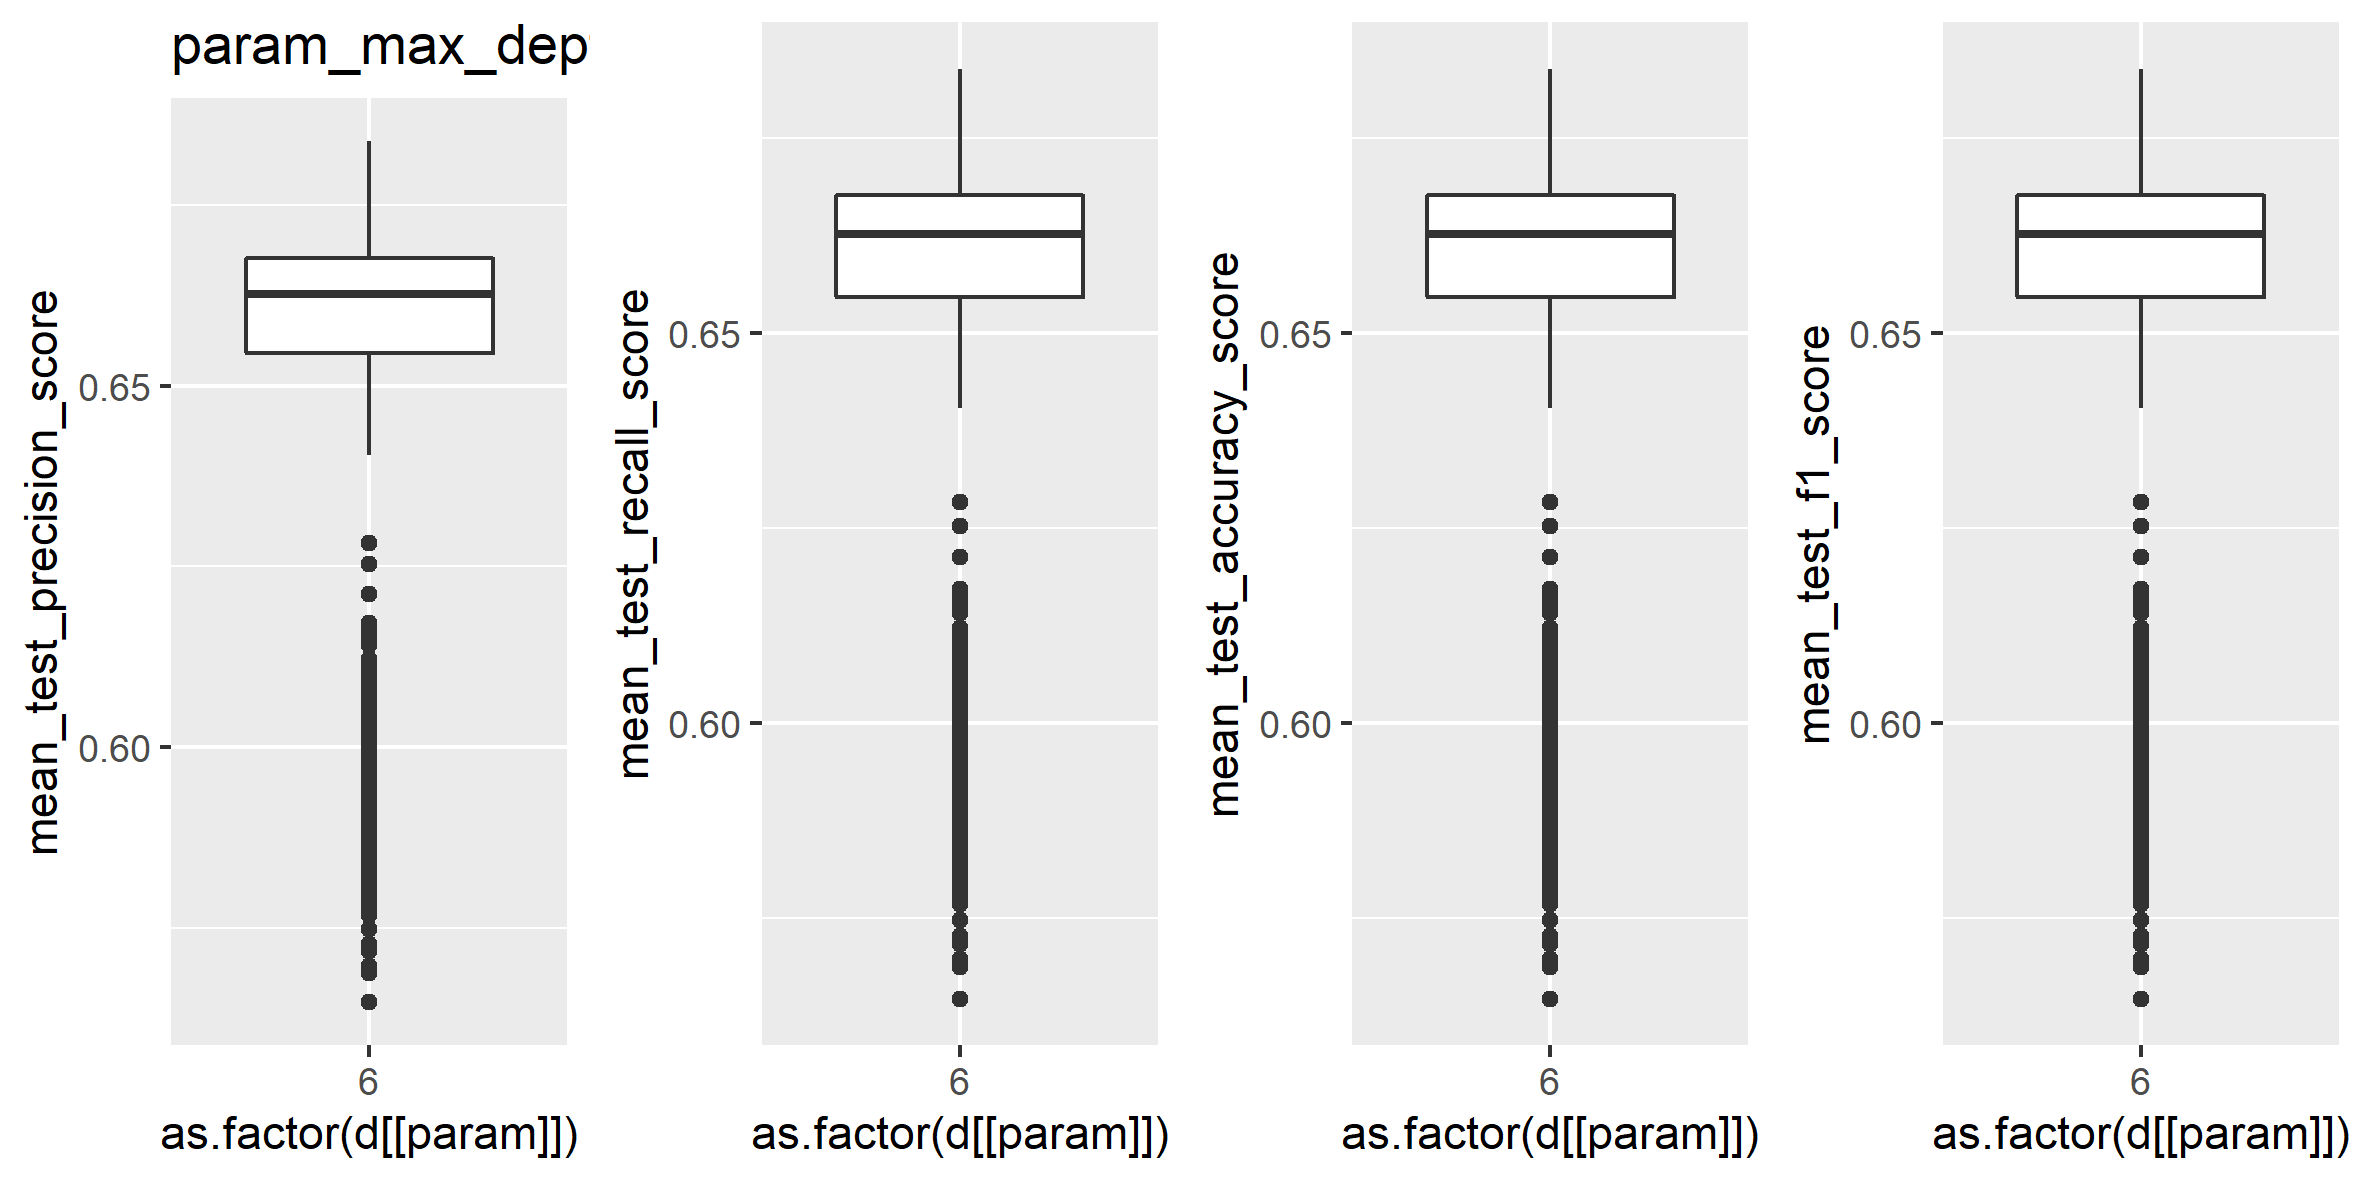 param_max_dep
mean_test_precision_score
0.65
0.60
6
as.factor(d[[param]])
mean_test_recall_score
0.65
0.60
6
as.factor(d[[param]])
mean_test_accuracy_score
0.65
0.60
6
as.factor(d[[param]])
mean_test_f1_score
0.65
0.60
6
as.factor(d[[param]])